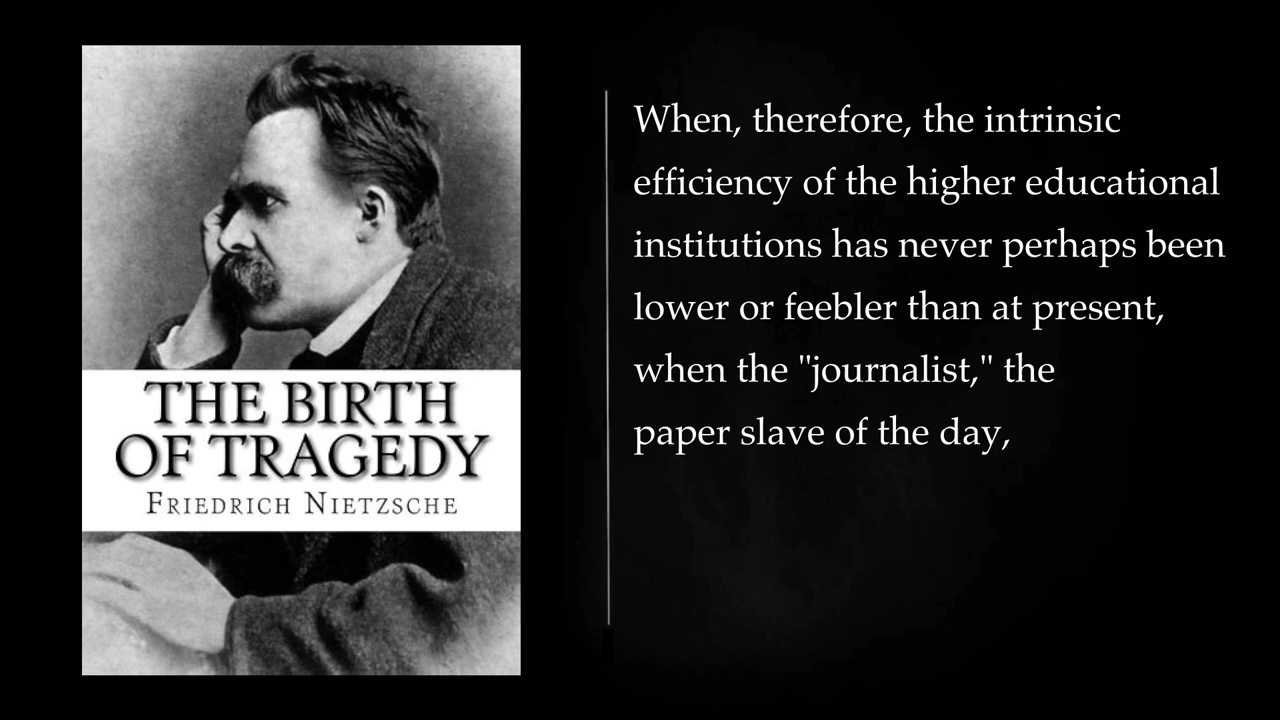 THE BIRTH
OF TRAGEDY
FRIEDRICH NIETZSCHE
When, therefore, the intrinsic
efficiency of the higher educational
institutions has never perhaps been
lower or feebler than at present,
when the "journalist," the
paper slave of the day,